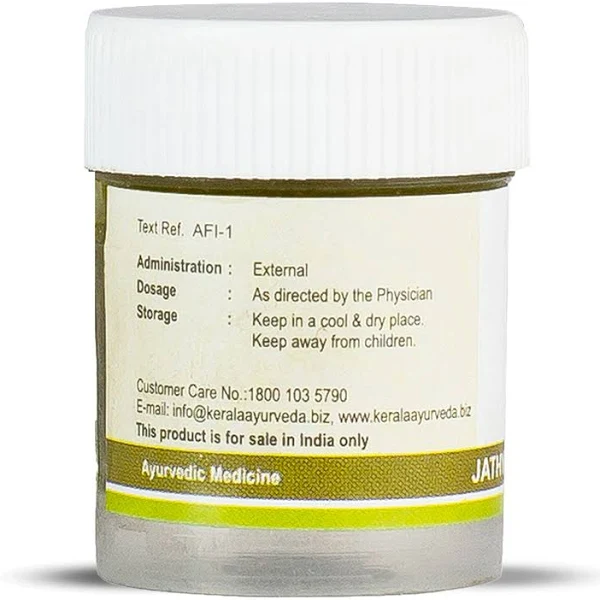 Text Ref. AFI-1
Administration : External
Dosage : As directed by the Physician
Storage : Keep in a cool & dry place.
Keep away from children.
Customer Care No.:1800 103 5790
E-mail: info@keralaayurveda.biz, www.keralaayurveda.biz
This product is for sale in India only
Ayurvedic Medicine